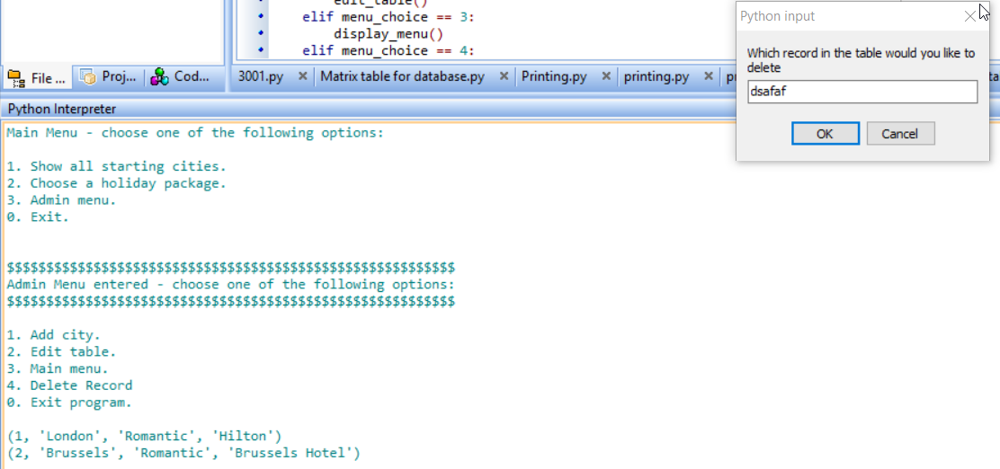 edit_table()
elif menu_choice == 3:
display_menu()
elif menu_choice == 4:
File ...
Proj...
Cod...
3001.py
Matrix table for database.py
Printing.py
printing.py
Python Interpreter
Main Menu - choose one of the following options:
1. Show all starting cities.
2. Choose a holiday package.
3. Admin menu.
0. Exit.
$$$$$$$$$$$$$$$$$$$$$$$$$$$$$$$$$$$$$$$$$$$$$$$$$$$$$$$$$
Admin Menu entered - choose one of the following options:
$$$$$$$$$$$$$$$$$$$$$$$$$$$$$$$$$$$$$$$$$$$$$$$$$$$$$$$$$
1. Add city.
2. Edit table.
3. Main menu.
4. Delete Record
0. Exit program.
(1, 'London', 'Romantic', 'Hilton')
(2, 'Brussels', 'Romantic', 'Brussels Hotel')
Python input
Which record in the table would you like to
delete
dsafaf
OK
Cancel